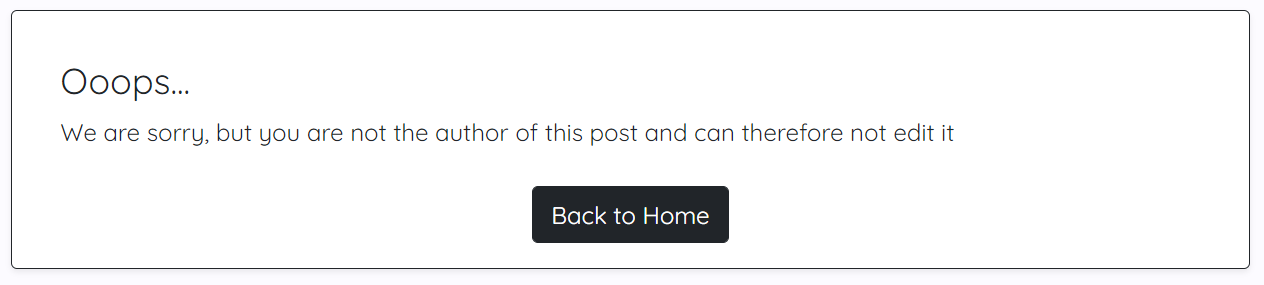 Ooops...
We are sorry, but you are not the author of this post and can therefore not edit it
Back to Home